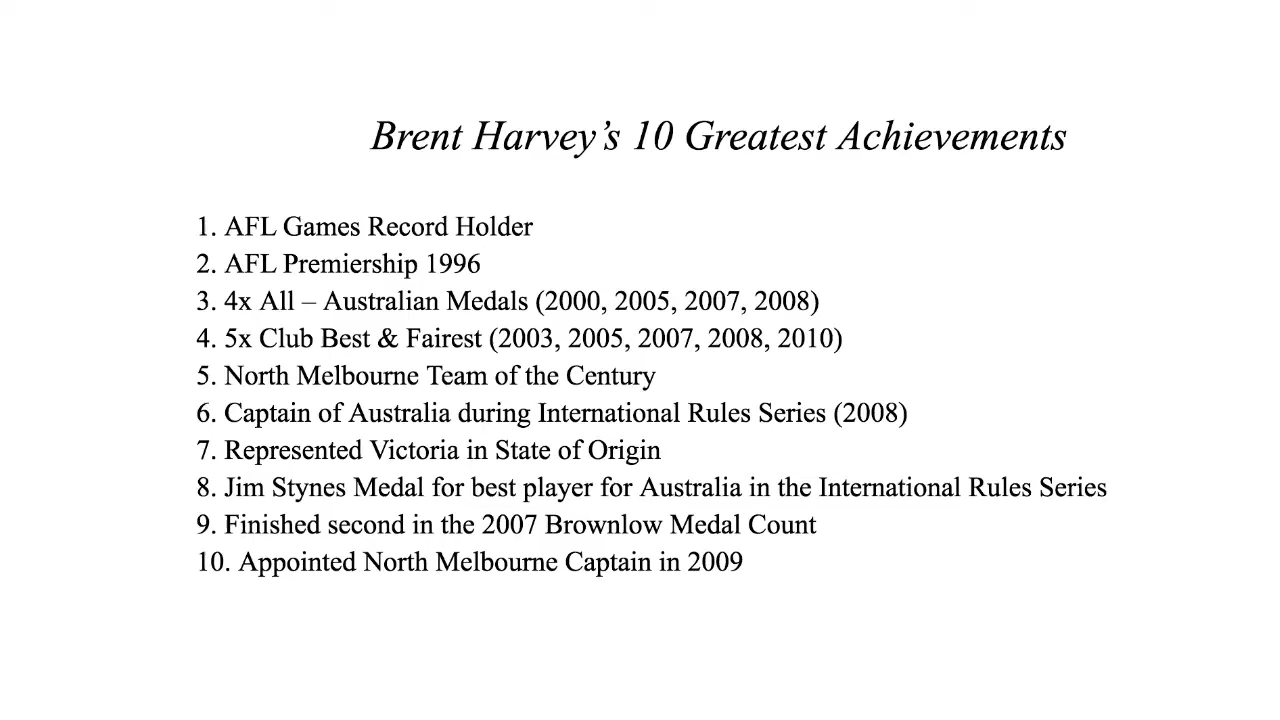 Brent Harvey’s 10 Greatest Achievements
1. AFL Games Record Holder
2. AFL Premiership 1996
3. 4x All – Australian Medals (2000, 2005, 2007, 2008)
4. 5x Club Best & Fairest (2003, 2005, 2007, 2008, 2010)
5. North Melbourne Team of the Century
6. Captain of Australia during International Rules Series (2008)
7. Represented Victoria in State of Origin
8. Jim Stynes Medal for best player for Australia in the International Rules Series
9. Finished second in the 2007 Brownlow Medal Count
10. Appointed North Melbourne Captain in 2009